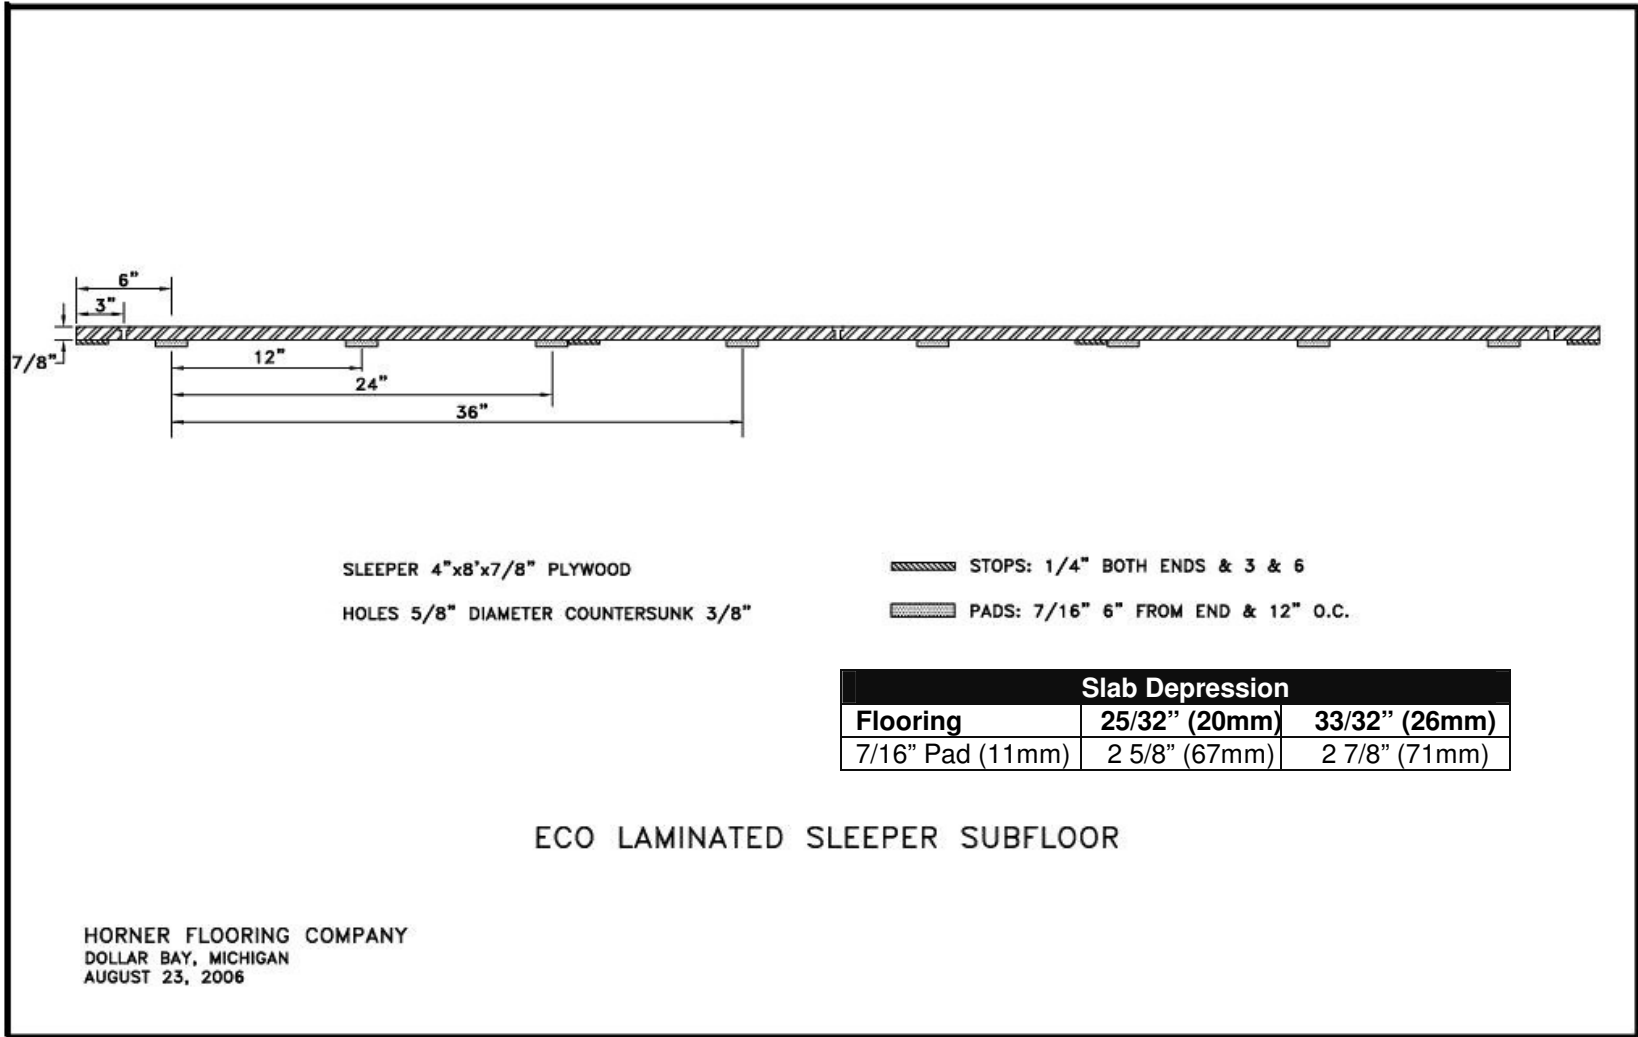 6”
3”
7/8”
12”
24”
36”
SLEEPER 4”x8’x7/8” PLYWOOD
HOLES 5/8” DIAMETER COUNTERSUNK 3/8”
STOPS: 1/4” BOTH ENDS & 3 & 6
PADS: 7/16” 6” FROM END & 12” O.C.
Slab Depression
Flooring 25/32” (20mm) 33/32” (26mm)
7/16” Pad (11mm) 2 5/8” (67mm) 2 7/8” (71mm)
ECO LAMINATED SLEEPER SUBFLOOR
HORNER FLOORING COMPANY
DOLLAR BAY, MICHIGAN
AUGUST 23, 2006